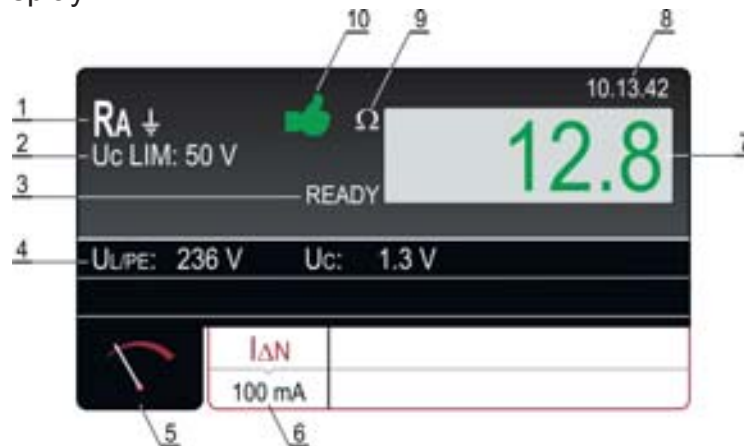 10 9 8
10.13.42
1 RA ⏚ Ω
12.8 7
2 Uc LIM: 50 V
3 READY
4 UL/PE: 236 V Uc: 1.3 V
IΔN
100 mA
5 6